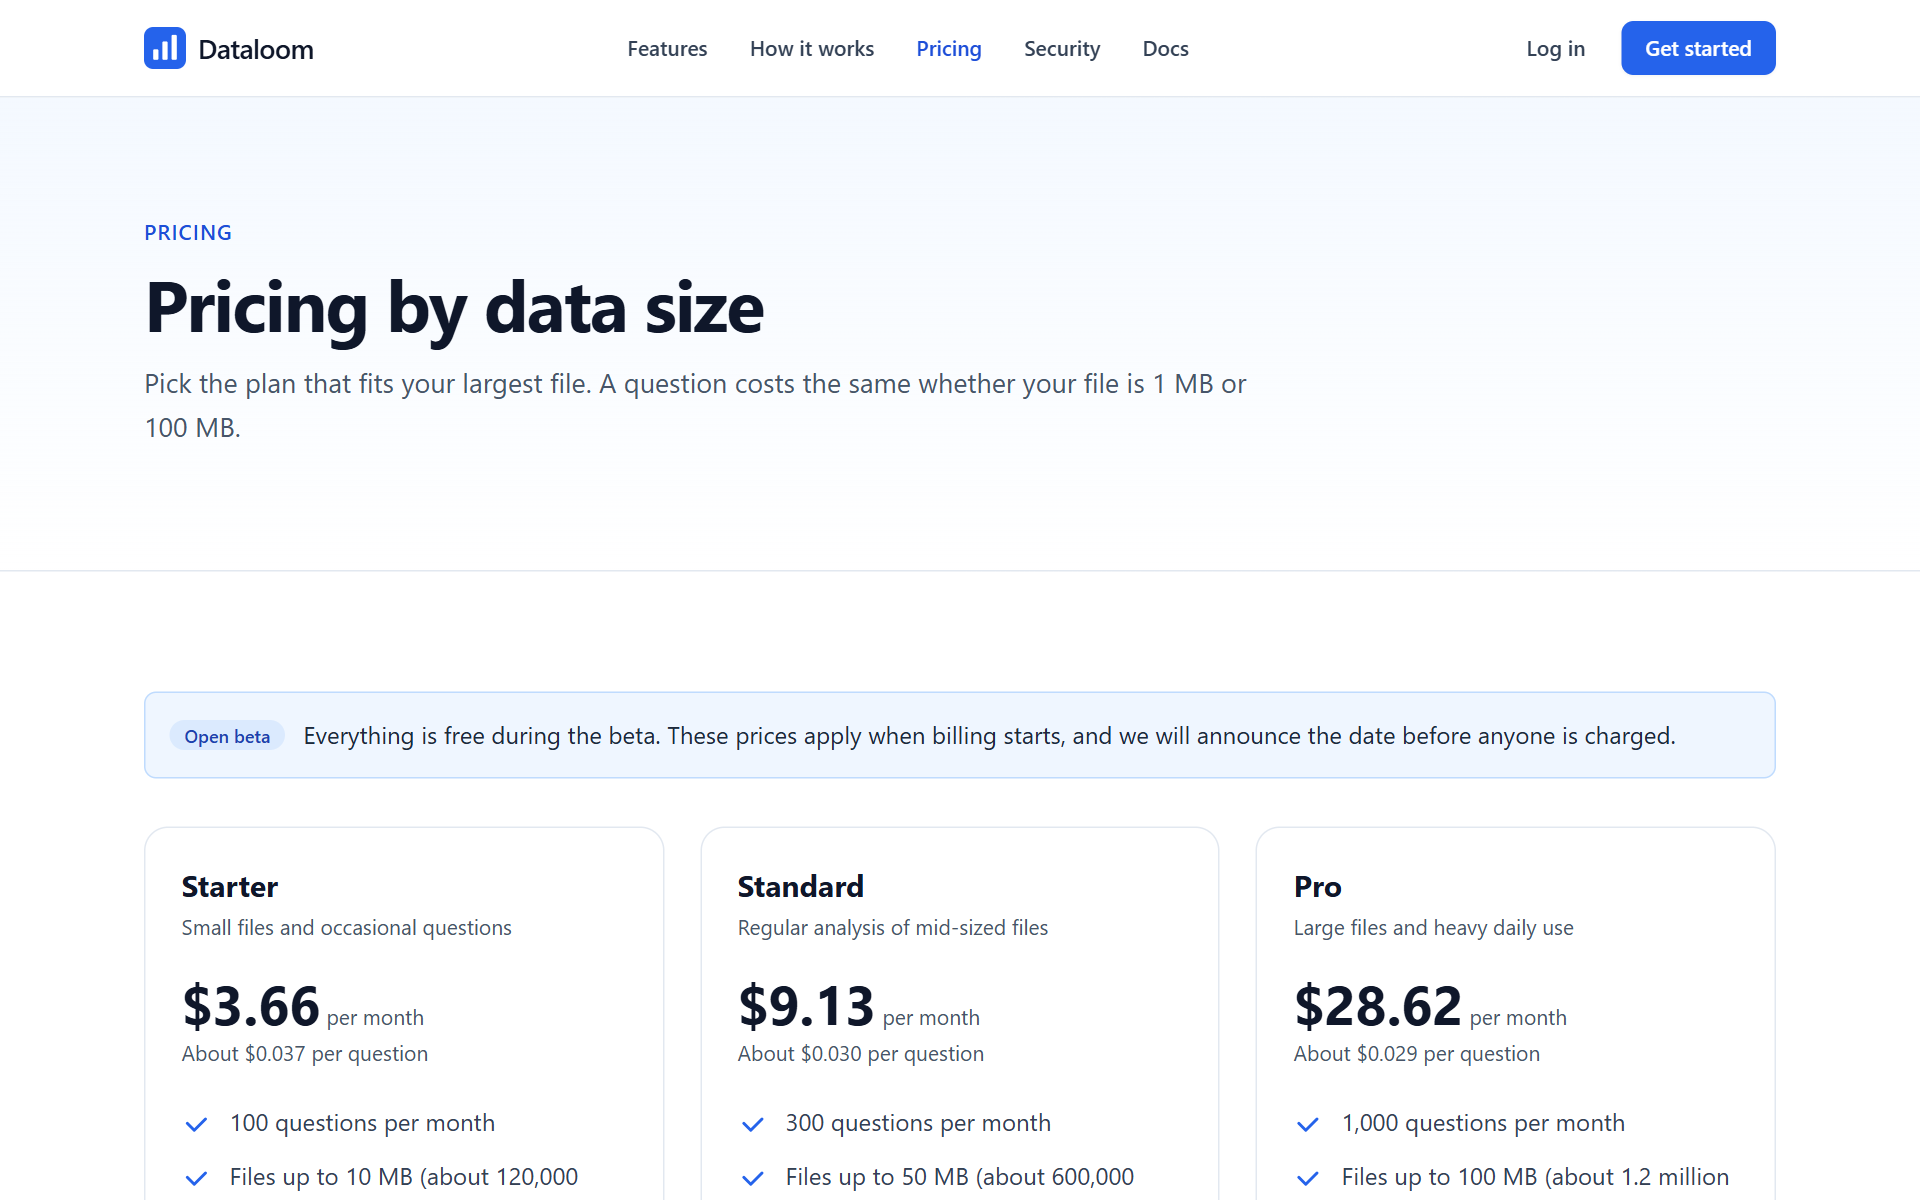 Dataloom
Features
How it works
Pricing
Security
Docs
Log in
Get started
PRICING
Pricing by data size
Pick the plan that fits your largest file. A question costs the same whether your file is 1 MB or
100 MB.
Open beta
Everything is free during the beta. These prices apply when billing starts, and we will announce the date before anyone is charged.
Starter
Small files and occasional questions
$3.66 per month
About $0.037 per question
100 questions per month
Files up to 10 MB (about 120,000
Standard
Regular analysis of mid-sized files
$9.13 per month
About $0.030 per question
300 questions per month
Files up to 50 MB (about 600,000
Pro
Large files and heavy daily use
$28.62 per month
About $0.029 per question
1,000 questions per month
Files up to 100 MB (about 1.2 million